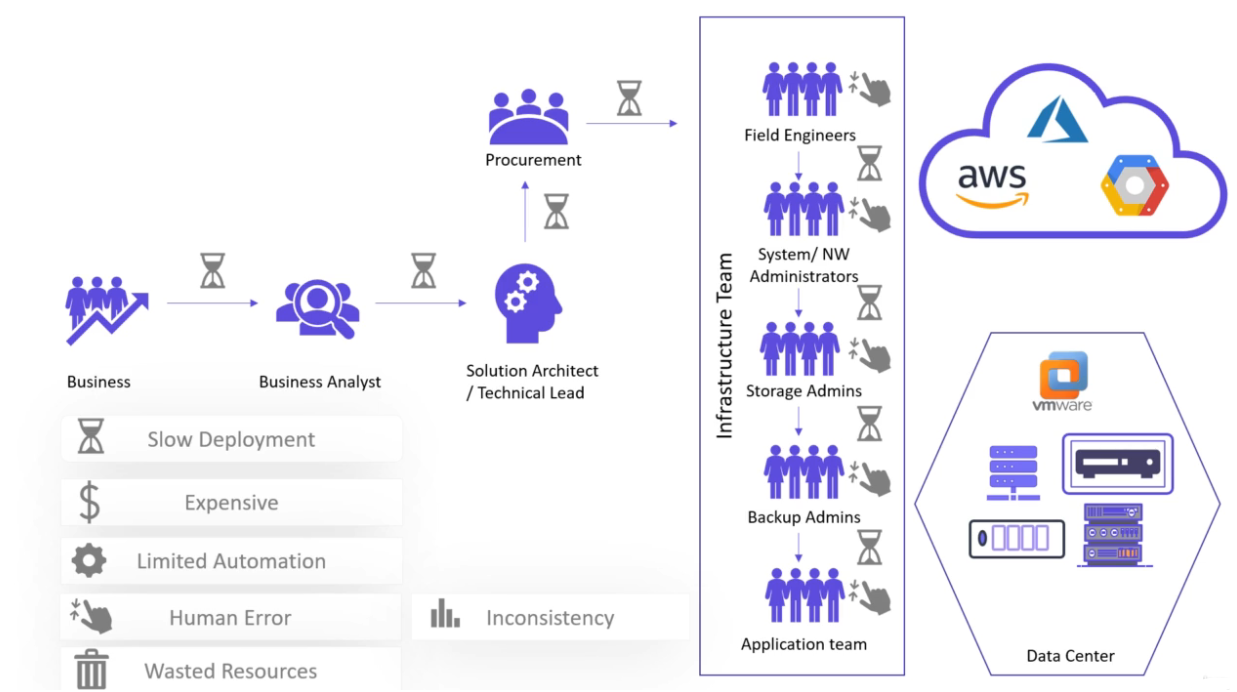 Procurement
Business
Business Analyst
Solution Architect
/ Technical Lead
Slow Deployment
$
Expensive
Limited Automation
Human Error
Wasted Resources
Inconsistency
Infrastructure Team
Field Engineers
System/ NW
Administrators
Storage Admins
Backup Admins
Application team
aws
vmware
Data Center